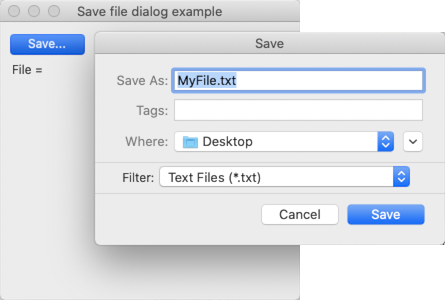 Save file dialog example
Save...
File =
Save
Save As: MyFile.txt
Tags:
Where: Desktop
Filter: Text Files (*.txt)
Cancel Save